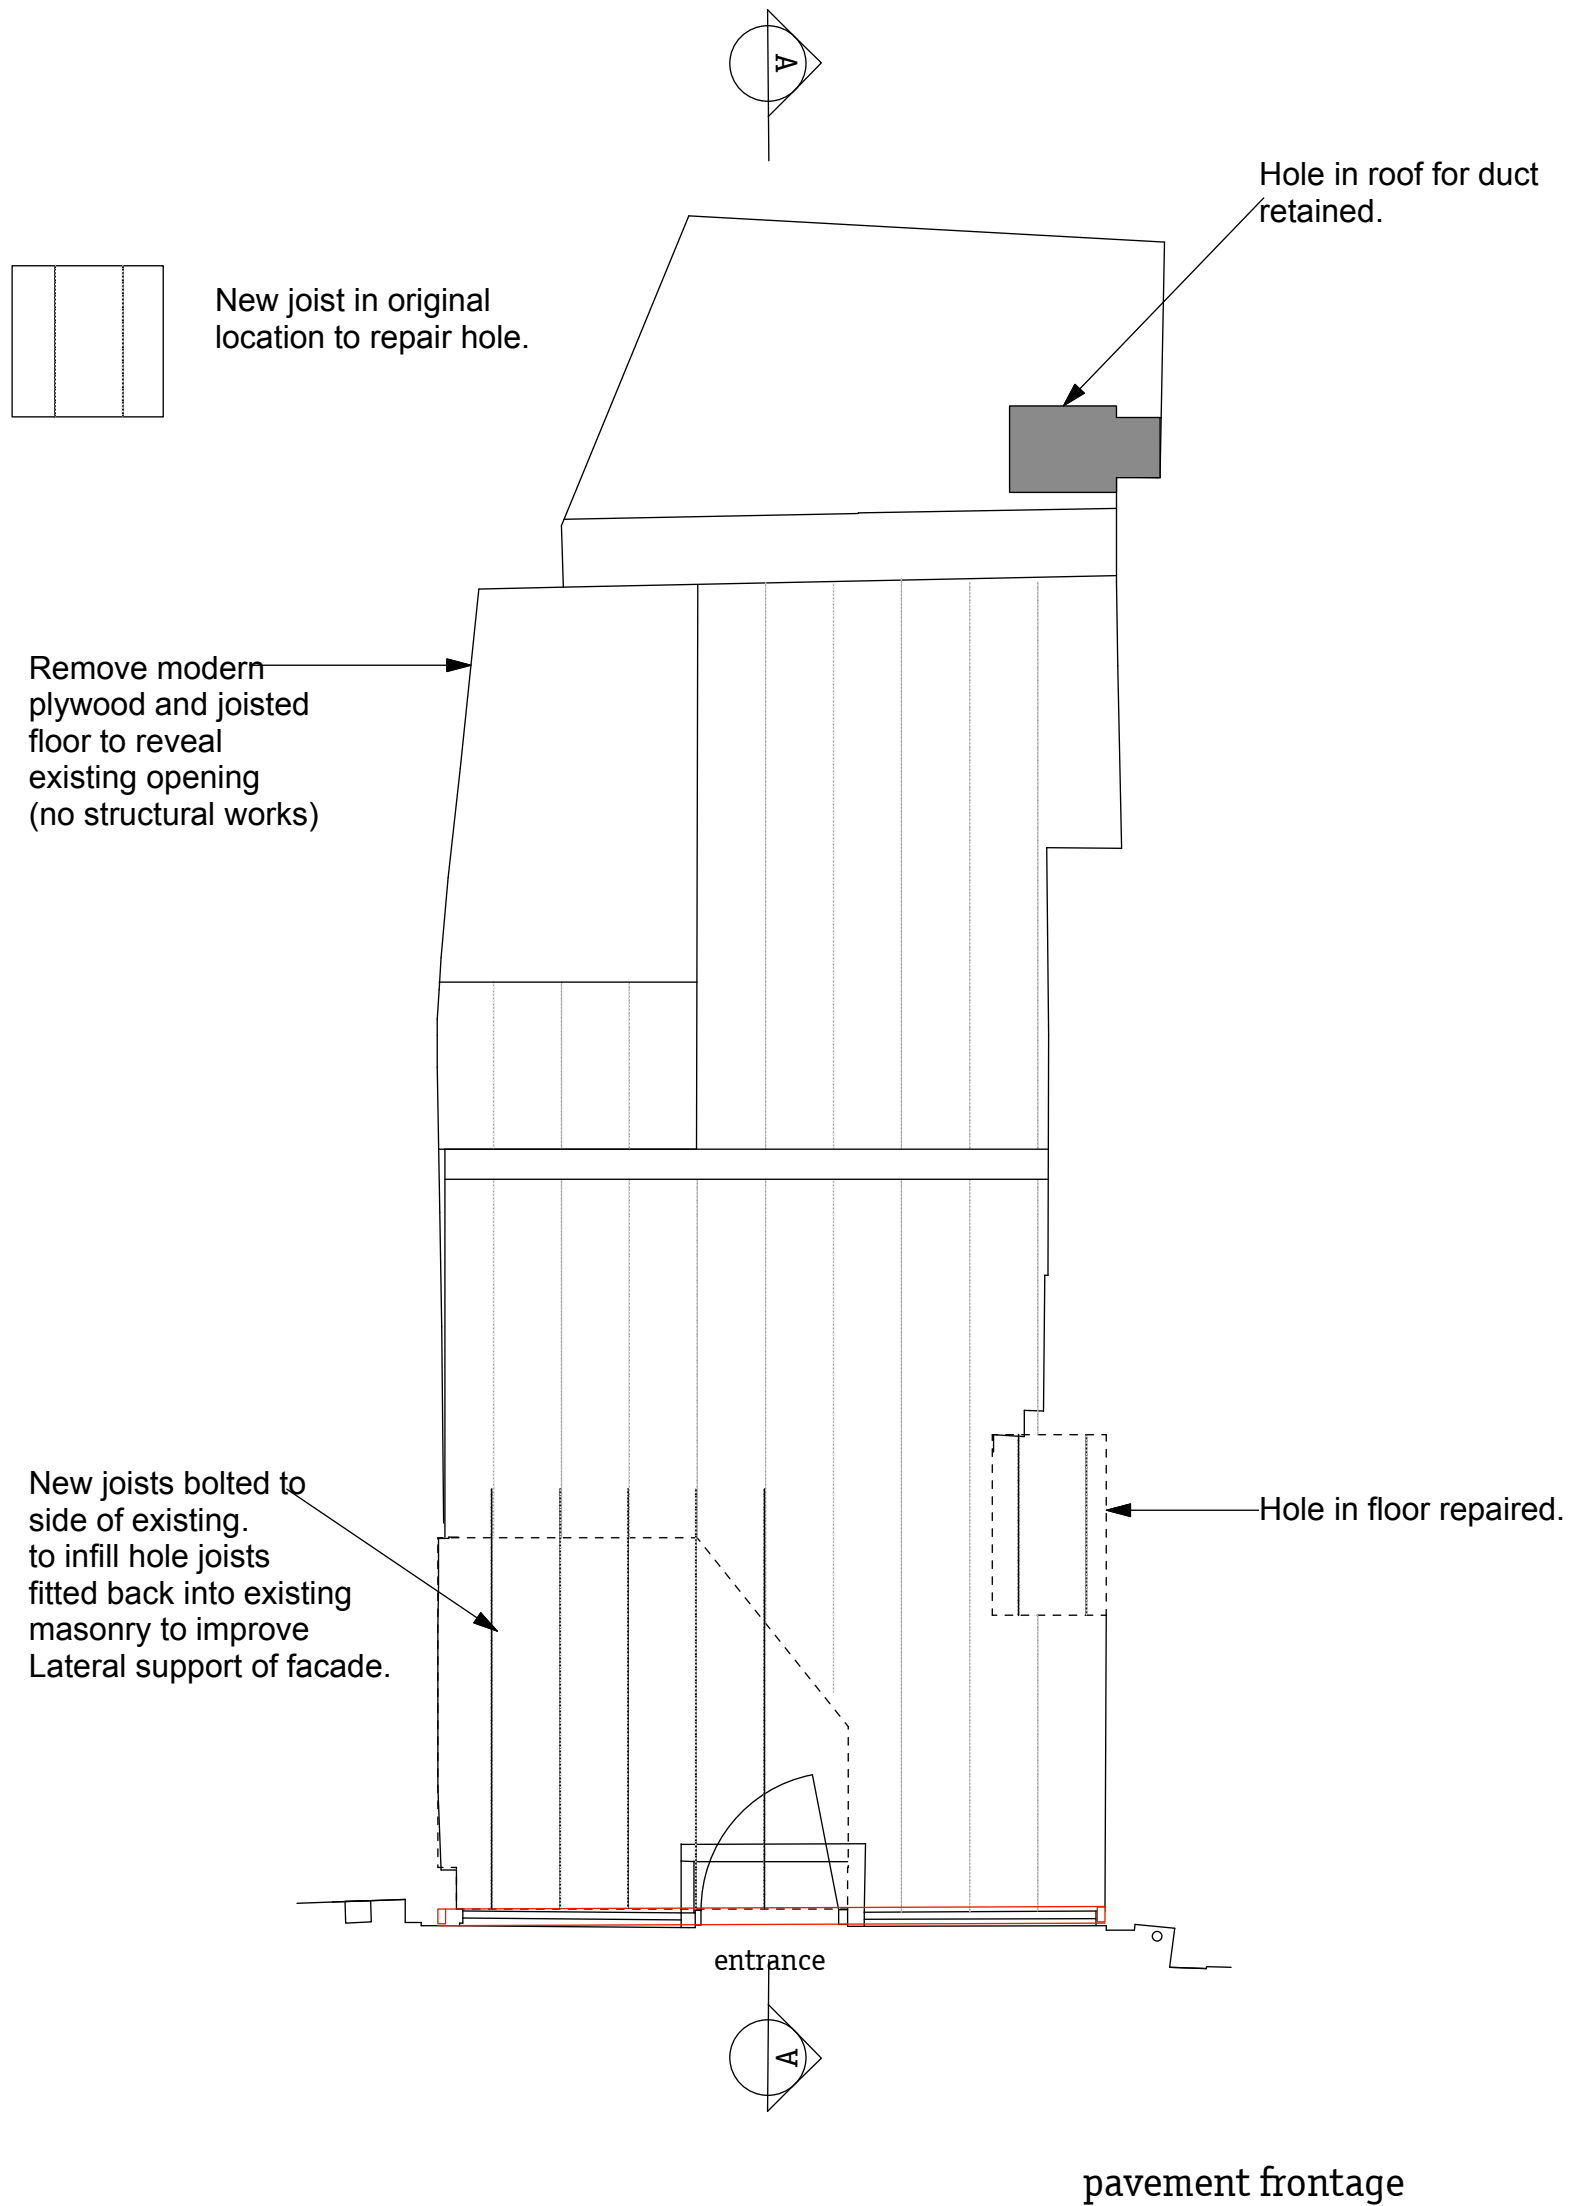 A
Hole in roof for duct
retained.
New joist in original
location to repair hole.
Remove modern
plywood and joisted
floor to reveal
existing opening
(no structural works)
New joists bolted to
side of existing.
to infill hole joists
fitted back into existing
masonry to improve
Lateral support of facade.
Hole in floor repaired.
entrance
A
pavement frontage